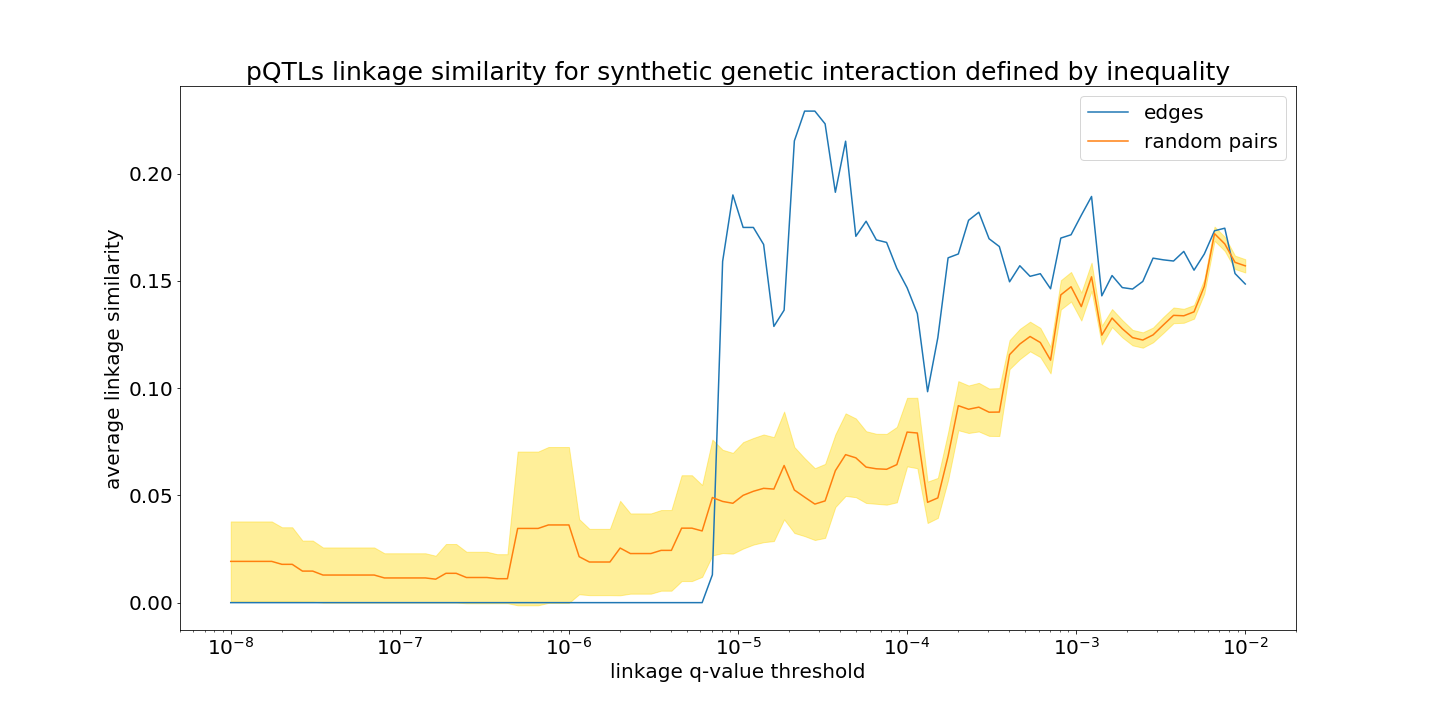 pQTLs linkage similarity for synthetic genetic interaction defined by inequality
edges
random pairs
0.20
0.15
0.10
0.05
0.00
average linkage similarity
10⁻⁸ 10⁻⁷ 10⁻⁶ 10⁻⁵ 10⁻⁴ 10⁻³ 10⁻²
linkage q-value threshold